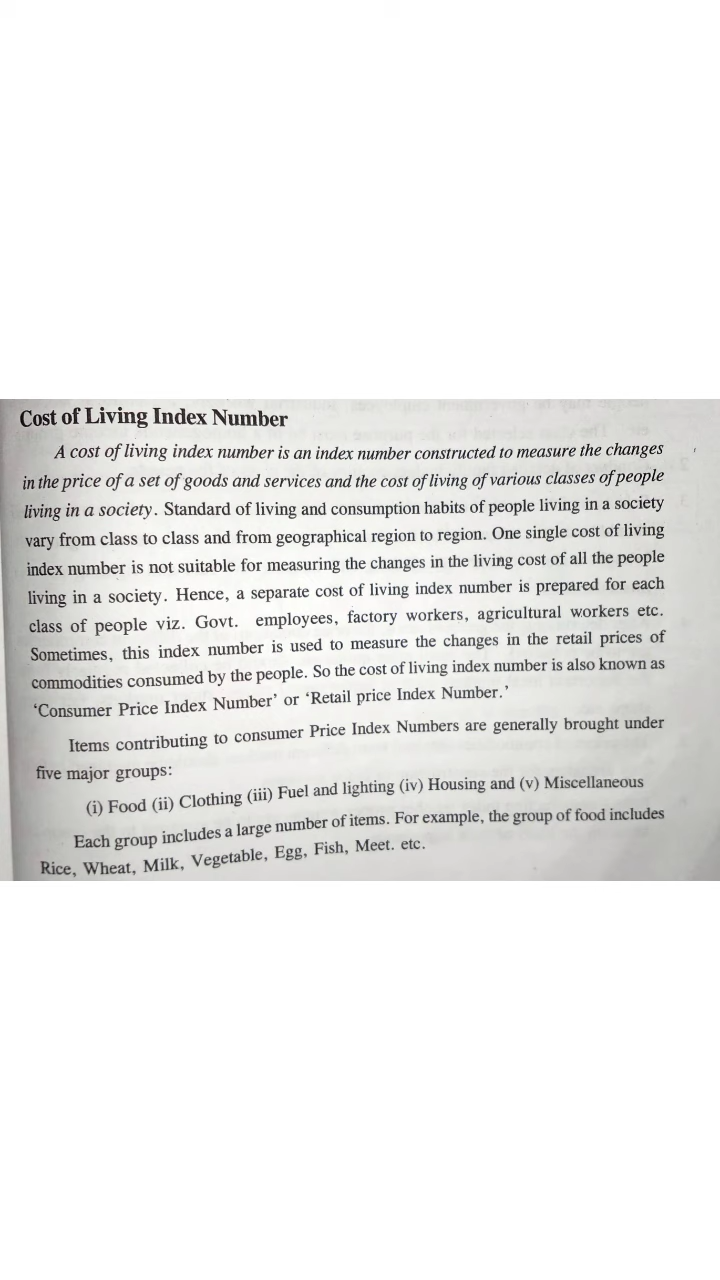 Cost of Living Index Number
A cost of living index number is an index number constructed to measure the changes
in the price of a set of goods and services and the cost of living of various classes of people
living in a society. Standard of living and consumption habits of people living in a society
vary from class to class and from geographical region to region. One single cost of living
index number is not suitable for measuring the changes in the living cost of all the people
living in a society. Hence, a separate cost of living index number is prepared for each
class of people viz. Govt. employees, factory workers, agricultural workers etc.
Sometimes, this index number is used to measure the changes in the retail prices of
commodities consumed by the people. So the cost of living index number is also known as
‘Consumer Price Index Number’ or ‘Retail price Index Number.’
Items contributing to consumer Price Index Numbers are generally brought under
five major groups:
(i) Food (ii) Clothing (iii) Fuel and lighting (iv) Housing and (v) Miscellaneous
Each group includes a large number of items. For example, the group of food includes
Rice, Wheat, Milk, Vegetable, Egg, Fish, Meet. etc.